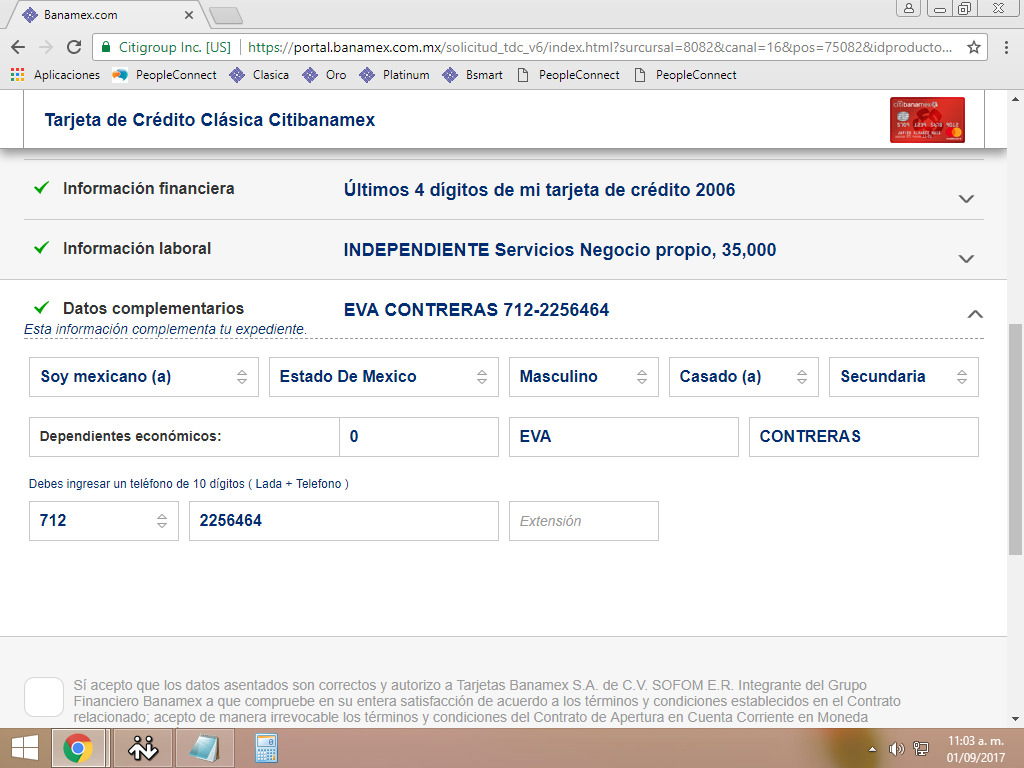 Banamex.com
Citigroup Inc. [US] https://portal.banamex.com.mx/solicitud_tdc_v6/index.html?surcursal=8082&canal=16&pos=75082&idproducto...
Aplicaciones PeopleConnect Clasica Oro Platinum Bsmart PeopleConnect PeopleConnect
Tarjeta de Crédito Clásica Citibanamex
citibanamex
Información financiera Últimos 4 dígitos de mi tarjeta de crédito 2006
Información laboral INDEPENDIENTE Servicios Negocio propio, 35,000
Datos complementarios EVA CONTRERAS 712-2256464
Esta información complementa tu expediente.
Soy mexicano (a) Estado De Mexico Masculino Casado (a) Secundaria
Dependientes económicos: 0 EVA CONTRERAS
Debes ingresar un teléfono de 10 dígitos ( Lada + Telefono )
712 2256464 Extensión
Sí acepto que los datos asentados son correctos y autorizo a Tarjetas Banamex S.A. de C.V. SOFOM E.R. Integrante del Grupo
Financiero Banamex a que compruebe en su entera satisfacción de acuerdo a los términos y condiciones establecidos en el Contrato
relacionado; acepto de manera irrevocable los términos y condiciones del Contrato de Apertura en Cuenta Corriente en Moneda
11:03 a. m.
01/09/2017